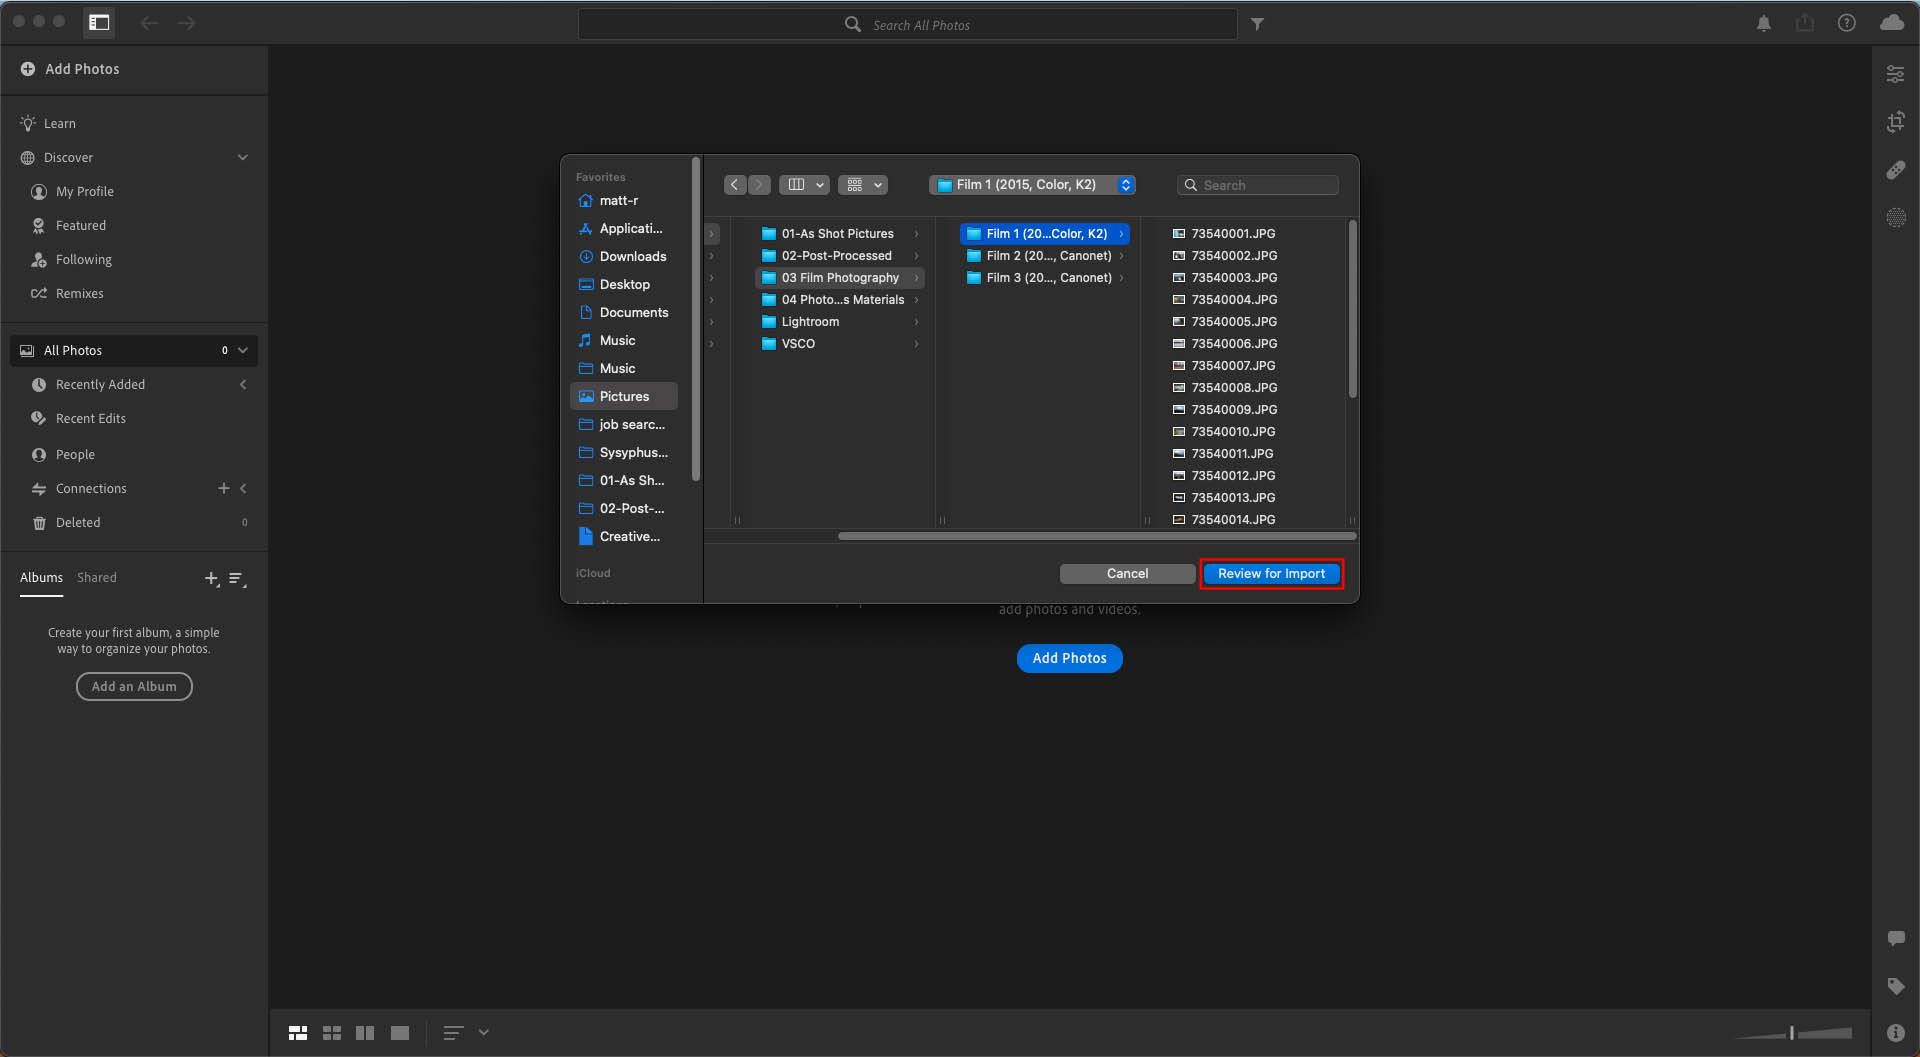 Search All Photos
Add Photos
Learn
Discover
My Profile
Featured
Following
Remixes
All Photos 0
Recently Added
Recent Edits
People
Connections
Deleted 0
Albums Shared
Create your first album, a simple
way to organize your photos.
Add an Album
Favorites
matt-r
Applicati...
Downloads
Desktop
Documents
Music
Music
Pictures
job searc...
Sysyphus...
01-As Sh...
02-Post-...
Creative...
iCloud
Film 1 (2015, Color, K2)
Search
01-As Shot Pictures
02-Post-Processed
03 Film Photography
04 Photo...s Materials
Lightroom
VSCO
Film 1 (20...Color, K2)
Film 2 (20..., Canonet)
Film 3 (20..., Canonet)
73540001.JPG
73540002.JPG
73540003.JPG
73540004.JPG
73540005.JPG
73540006.JPG
73540007.JPG
73540008.JPG
73540009.JPG
73540010.JPG
73540011.JPG
73540012.JPG
73540013.JPG
73540014.JPG
Cancel
Review for Import
add photos and videos.
Add Photos